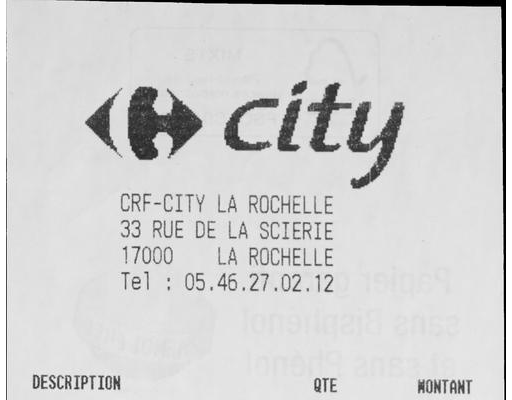 city
CRF-CITY LA ROCHELLE
33 RUE DE LA SCIERIE
17000 LA ROCHELLE
Tel : 05.46.27.02.12
Papier
sans Bisphénol
et sans Phénol
DESCRIPTION QTE MONTANT